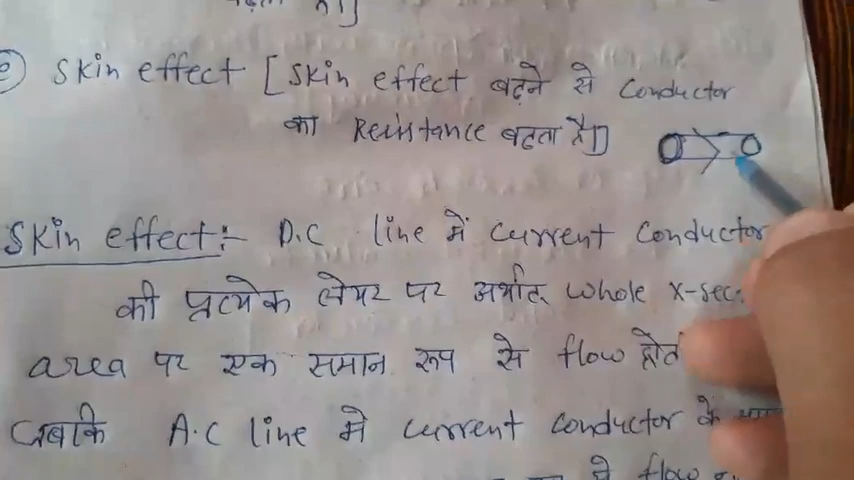 Skin effect [ Skin effect बढ़ने से Conductor
का Resistance बढ़ता है।]
Skin effect:- D.C line में current conductor
की प्रत्येक लेयर पर अर्थात whole x-sec
area पर एक समान रूप से flow होत
जबकि A.C line मे current conductor के
से flow